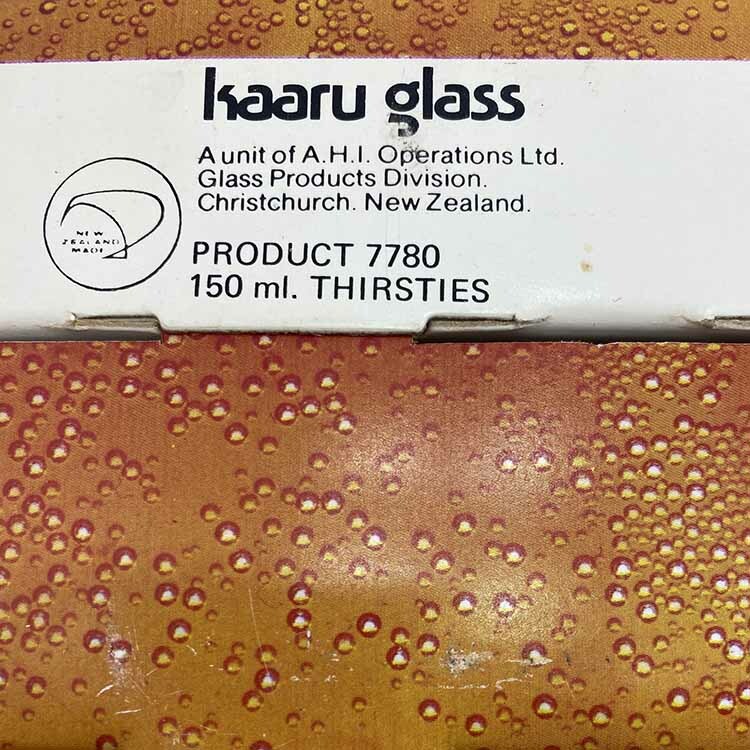 kaaru glass
A unit of A.H.I. Operations Ltd.
Glass Products Division.
Christchurch. New Zealand.
NEW
ZEALAND
MADE
PRODUCT 7780
150 ml. THIRSTIES